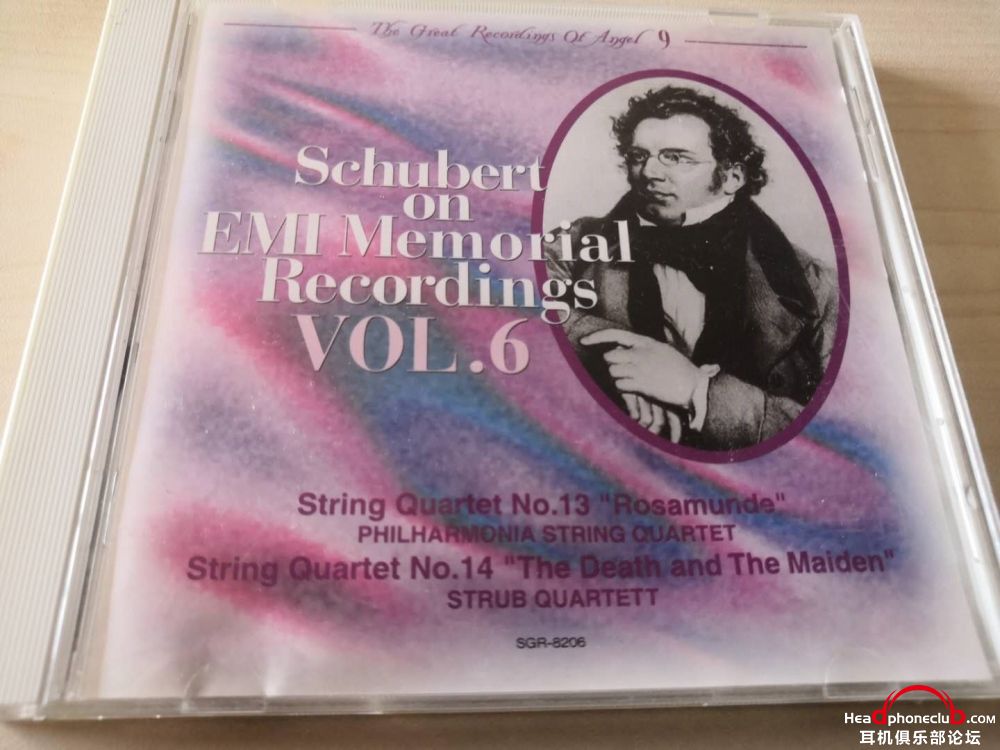 The Great Recordings Of Angel 9
Schubert
on
EMI Memorial
Recordings
VOL.6
String Quartet No.13 "Rosamunde"
PHILHARMONIA STRING QUARTET
String Quartet No.14 "The Death and The Maiden"
STRUB QUARTETT
SGR-8206
Headphoneclub.com
耳机俱乐部论坛